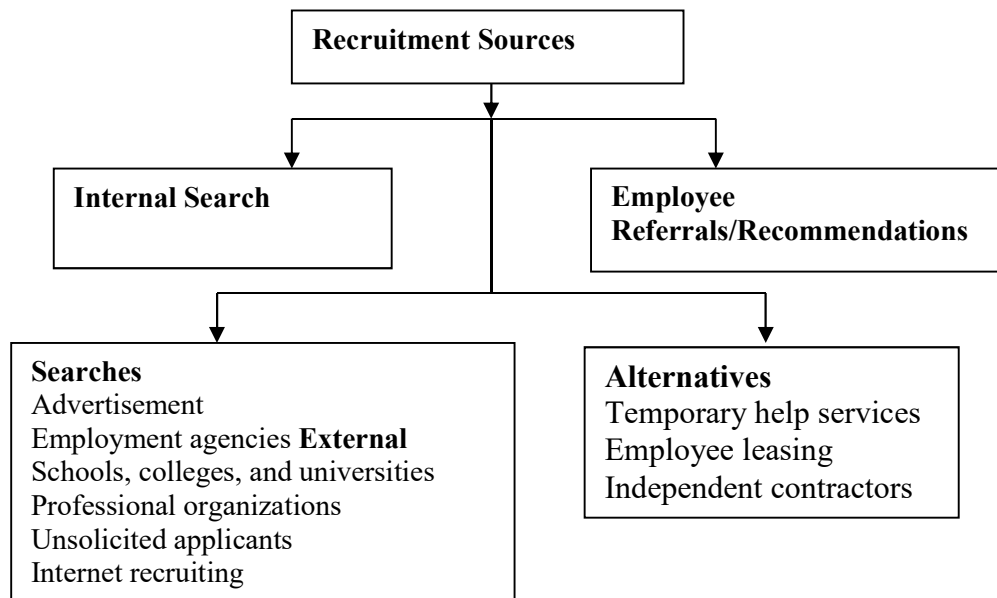 Recruitment Sources
Internal Search
Employee
Referrals/Recommendations
Searches
Advertisement
Employment agencies External
Schools, colleges, and universities
Professional organizations
Unsolicited applicants
Internet recruiting
Alternatives
Temporary help services
Employee leasing
Independent contractors